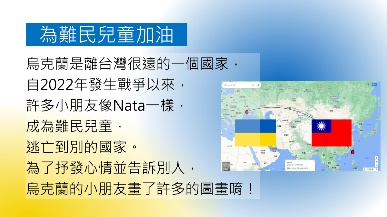 為難民兒童加油
烏克蘭是離台灣很遠的一個國家，
自2022年發生戰爭以來，
許多小朋友像Nata一樣，
成為難民兒童，
逃亡到別的國家。
為了抒發心情並告訴別人，
烏克蘭的小朋友畫了許多的圖畫唷！